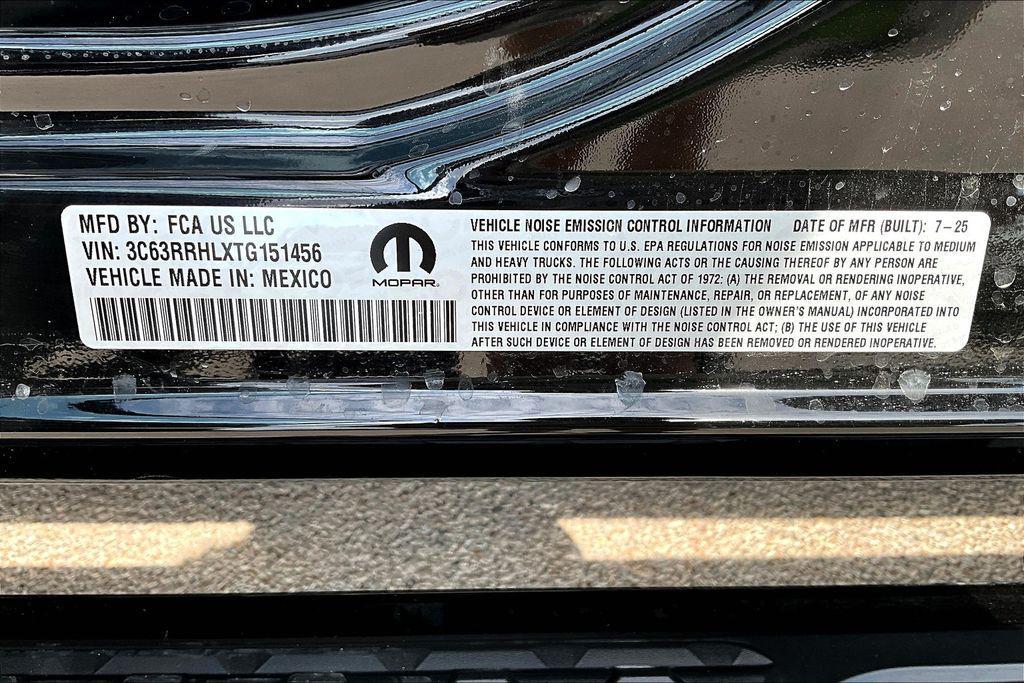 MFD BY: FCA US LLC
VIN: 3C63RRHLXTG151456
VEHICLE MADE IN: MEXICO
MOPAR
VEHICLE NOISE EMISSION CONTROL INFORMATION DATE OF MFR (BUILT): 7-25
THIS VEHICLE CONFORMS TO U.S. EPA REGULATIONS FOR NOISE EMISSION APPLICABLE TO MEDIUM
AND HEAVY TRUCKS. THE FOLLOWING ACTS OR THE CAUSING THEREOF BY ANY PERSON ARE
PROHIBITED BY THE NOISE CONTROL ACT OF 1972: (A) THE REMOVAL OR RENDERING INOPERATIVE,
OTHER THAN FOR PURPOSES OF MAINTENANCE, REPAIR, OR REPLACEMENT, OF ANY NOISE
CONTROL DEVICE OR ELEMENT OF DESIGN (LISTED IN THE OWNER'S MANUAL) INCORPORATED INTO
THIS VEHICLE IN COMPLIANCE WITH THE NOISE CONTROL ACT; (B) THE USE OF THIS VEHICLE
AFTER SUCH DEVICE OR ELEMENT OF DESIGN HAS BEEN REMOVED OR RENDERED INOPERATIVE.